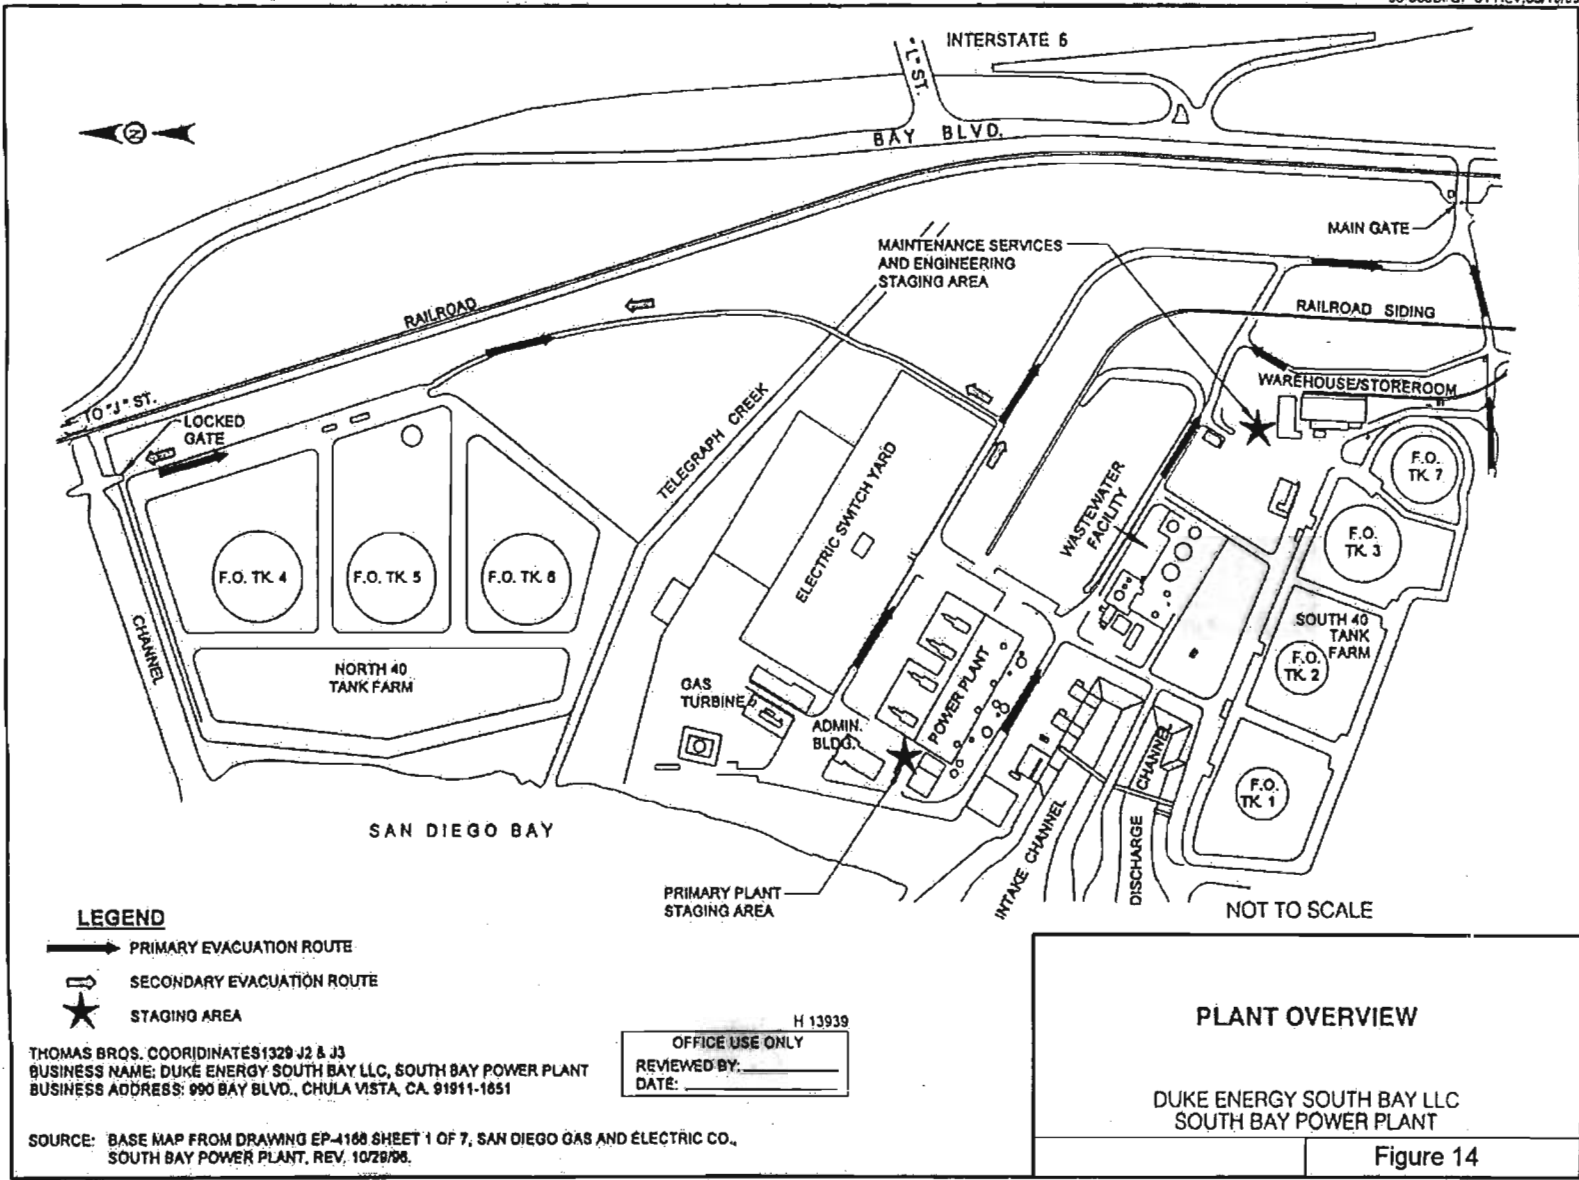 INTERSTATE 5
"L" ST.
BAY BLVD.
N
MAINTENANCE SERVICES
AND ENGINEERING
STAGING AREA
MAIN GATE
RAILROAD
RAILROAD SIDING
TO "J" ST.
LOCKED
GATE
TELEGRAPH CREEK
ELECTRIC SWITCH YARD
WASTEWATER
FACILITY
WAREHOUSE/STOREROOM
F.O.
TK. 7
F.O.
TK. 3
F.O. TK. 4
F.O. TK. 5
F.O. TK. 6
CHANNEL
NORTH 40
TANK FARM
GAS
TURBINE
ADMIN.
BLDG.
POWER PLANT
SOUTH 40
TANK
FARM
F.O.
TK. 2
F.O.
TK. 1
CHANNEL
DISCHARGE
INTAKE CHANNEL
SAN DIEGO BAY
PRIMARY PLANT
STAGING AREA
NOT TO SCALE
LEGEND
PRIMARY EVACUATION ROUTE
SECONDARY EVACUATION ROUTE
STAGING AREA
THOMAS BROS. COORIDINATES1329 J2 & J3
BUSINESS NAME: DUKE ENERGY SOUTH BAY LLC, SOUTH BAY POWER PLANT
BUSINESS ADDRESS: 990 BAY BLVD., CHULA VISTA, CA. 91911-1651
H 13939
OFFICE USE ONLY
REVIEWED BY:
DATE:
SOURCE: BASE MAP FROM DRAWING EP-4166 SHEET 1 OF 7, SAN DIEGO GAS AND ELECTRIC CO.,
SOUTH BAY POWER PLANT, REV. 10/29/96.
PLANT OVERVIEW
DUKE ENERGY SOUTH BAY LLC
SOUTH BAY POWER PLANT
Figure 14